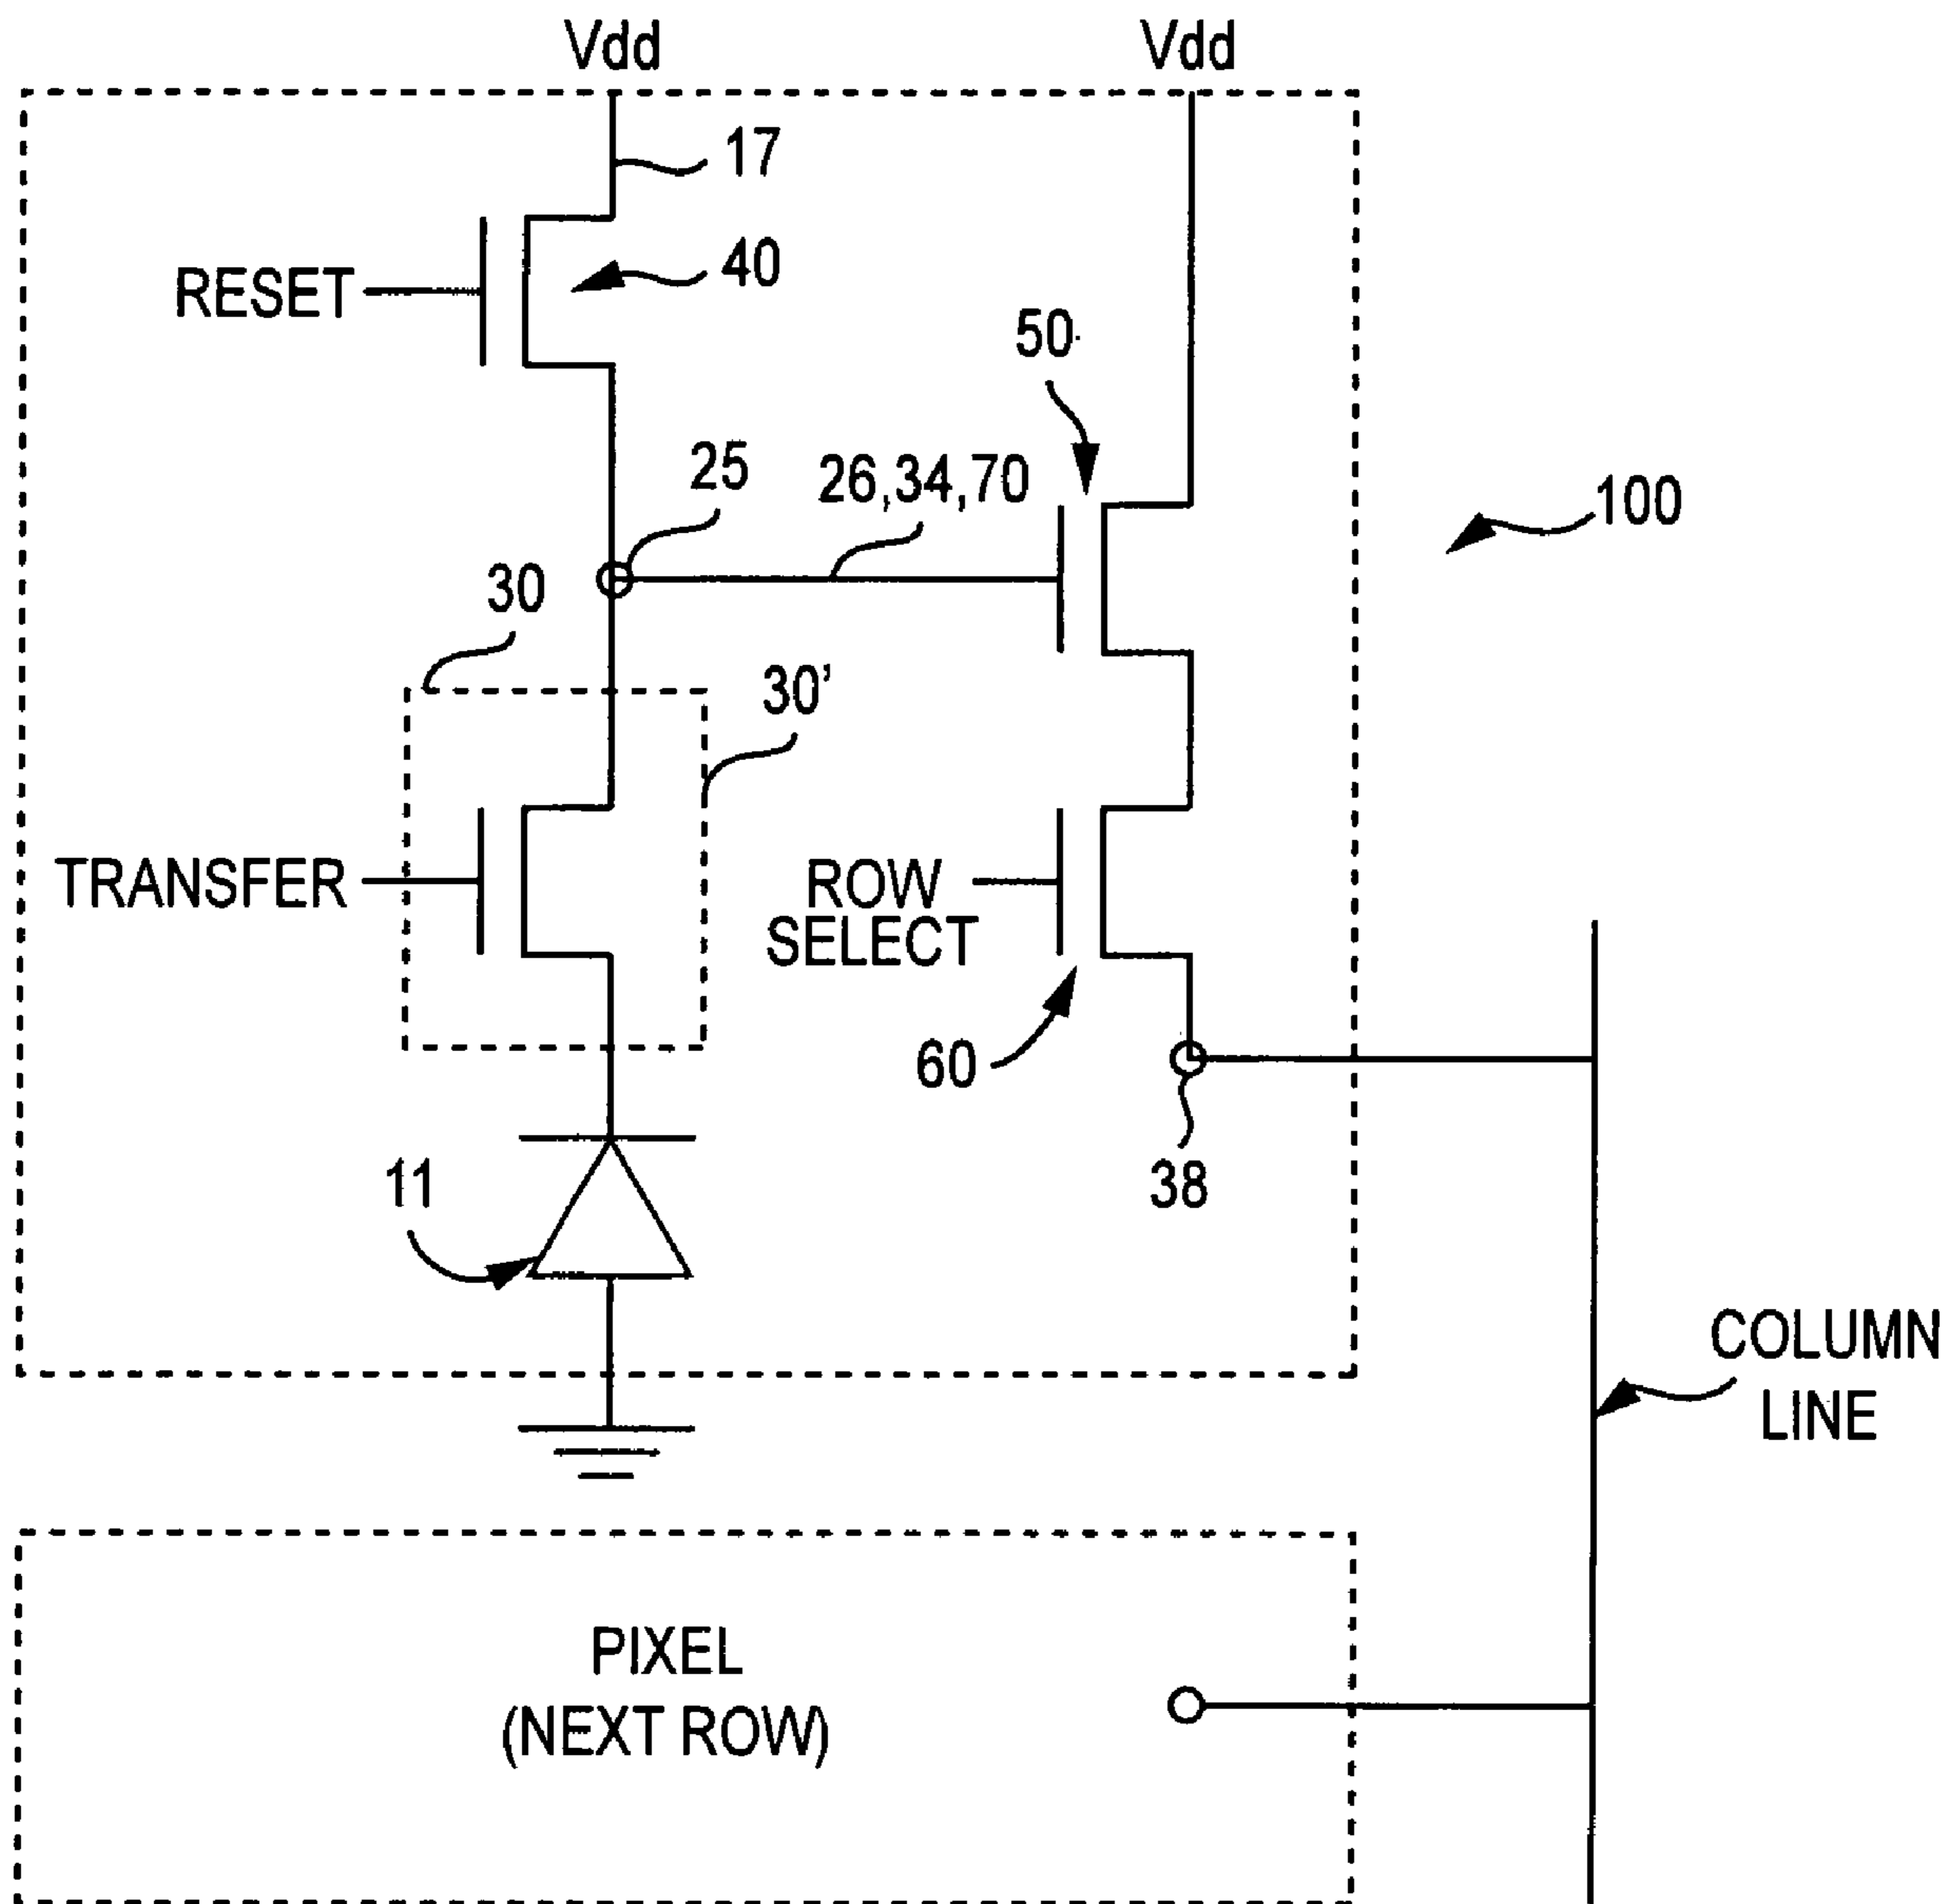 Vdd
Vdd
17
RESET
40
50
25
26,34,70
100
30
30'
TRANSFER
ROW
SELECT
60
11
38
COLUMN
LINE
PIXEL
(NEXT ROW)